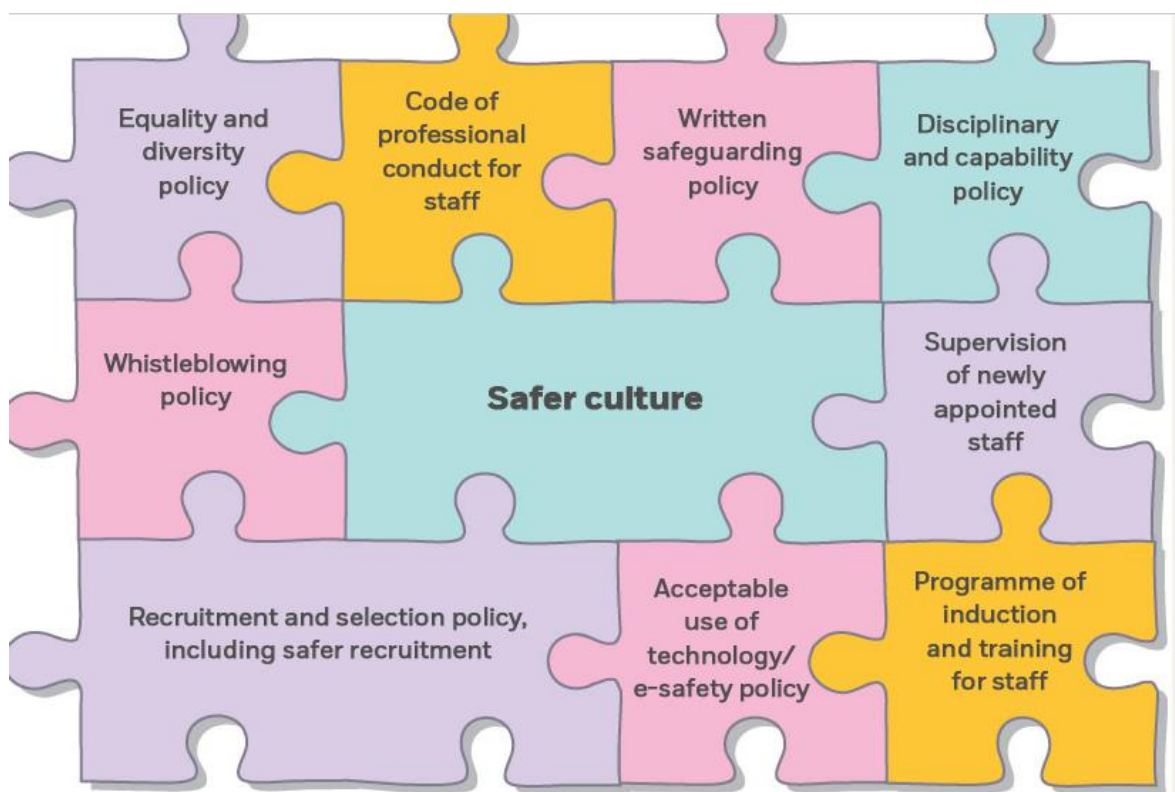 Equality and
diversity
policy
Code of
professional
conduct for
staff
Written
safeguarding
policy
Disciplinary
and capability
policy
Whistleblowing
policy
Safer culture
Supervision
of newly
appointed
staff
Recruitment and selection policy,
including safer recruitment
Acceptable
use of
technology/
e-safety policy
Programme of
induction
and training
for staff